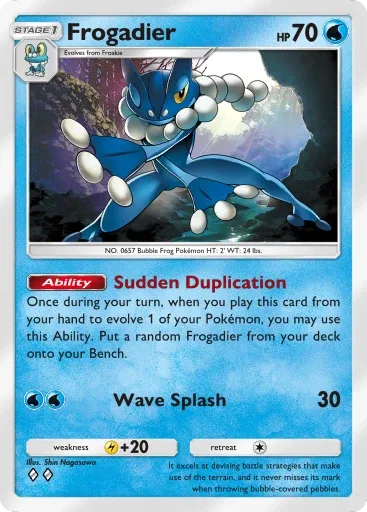 STAGE 1 Frogadier HP 70
Evolves from Froakie
NO. 0657 Bubble Frog Pokémon HT: 2' WT: 24 lbs.
Ability Sudden Duplication
Once during your turn, when you play this card from
your hand to evolve 1 of your Pokémon, you may use
this Ability. Put a random Frogadier from your deck
onto your Bench.
Wave Splash 30
weakness +20 retreat
Illus. Shin Nagasawa
It excels at devising battle strategies that make
use of the terrain, and it never misses its mark
when throwing bubble-covered pebbles.